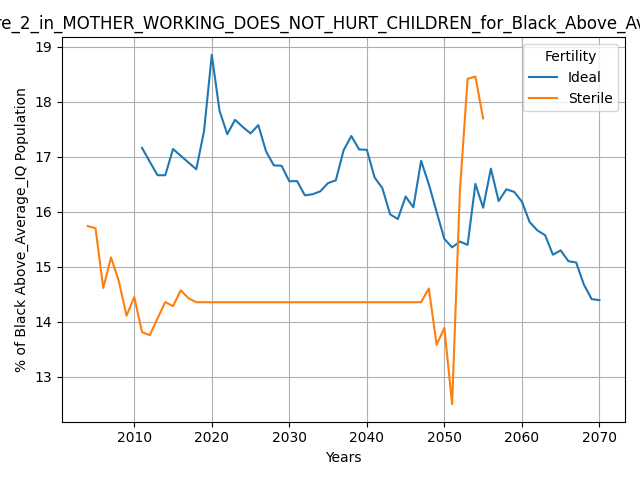 re_2_in_MOTHER_WORKING_DOES_NOT_HURT_CHILDREN_for_Black_Above_Av
% of Black Above_Average_IQ Population
19
18
17
16
15
14
13
Fertility
Ideal
Sterile
2010 2020 2030 2040 2050 2060 2070
Years